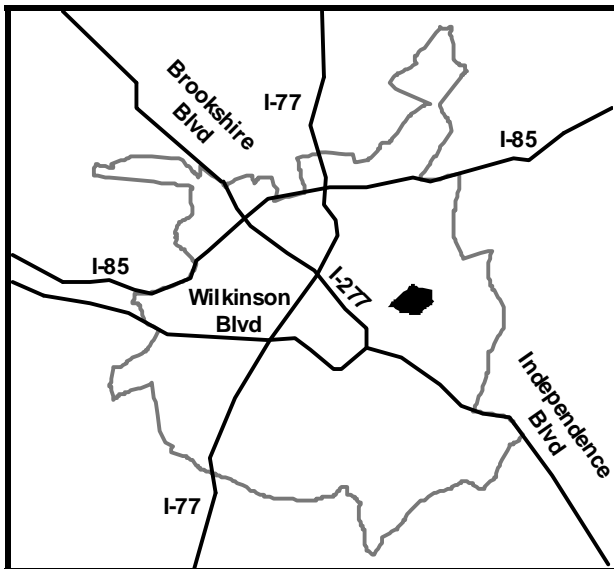 Brookshire
Blvd
I-77
I-85
I-85
Wilkinson
Blvd
I-277
Independence
Blvd
I-77